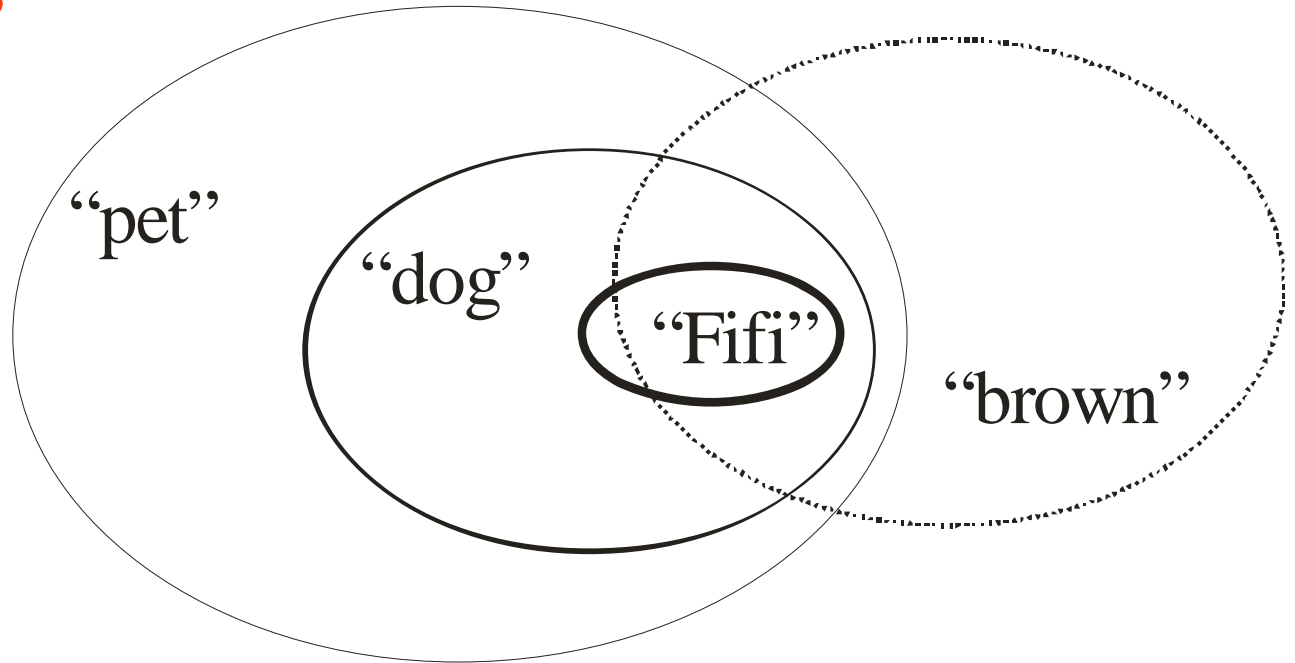 “pet”
“dog”
“Fifi”
“brown”